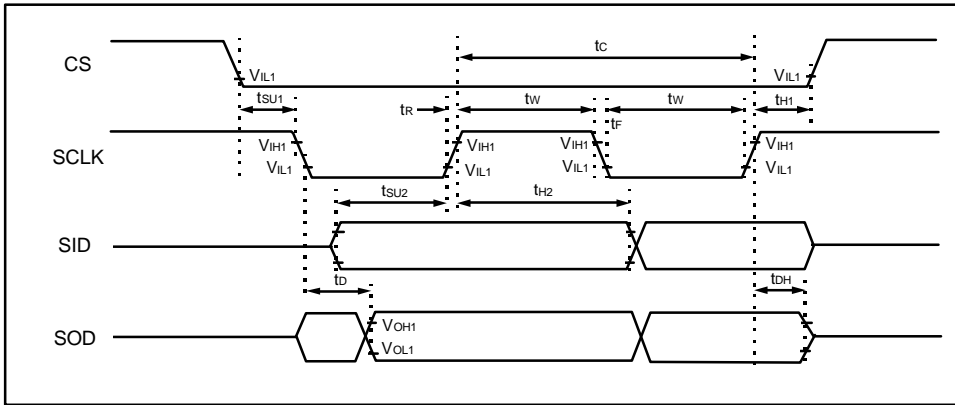 tC
CS
VIL1
VIL1
tSU1
tR
tW
tW
tH1
tF
SCLK
VIH1
VIH1
VIH1
VIH1
VIL1
VIL1
VIL1
VIL1
tSU2
tH2
SID
tD
tDH
SOD
VOH1
VOL1